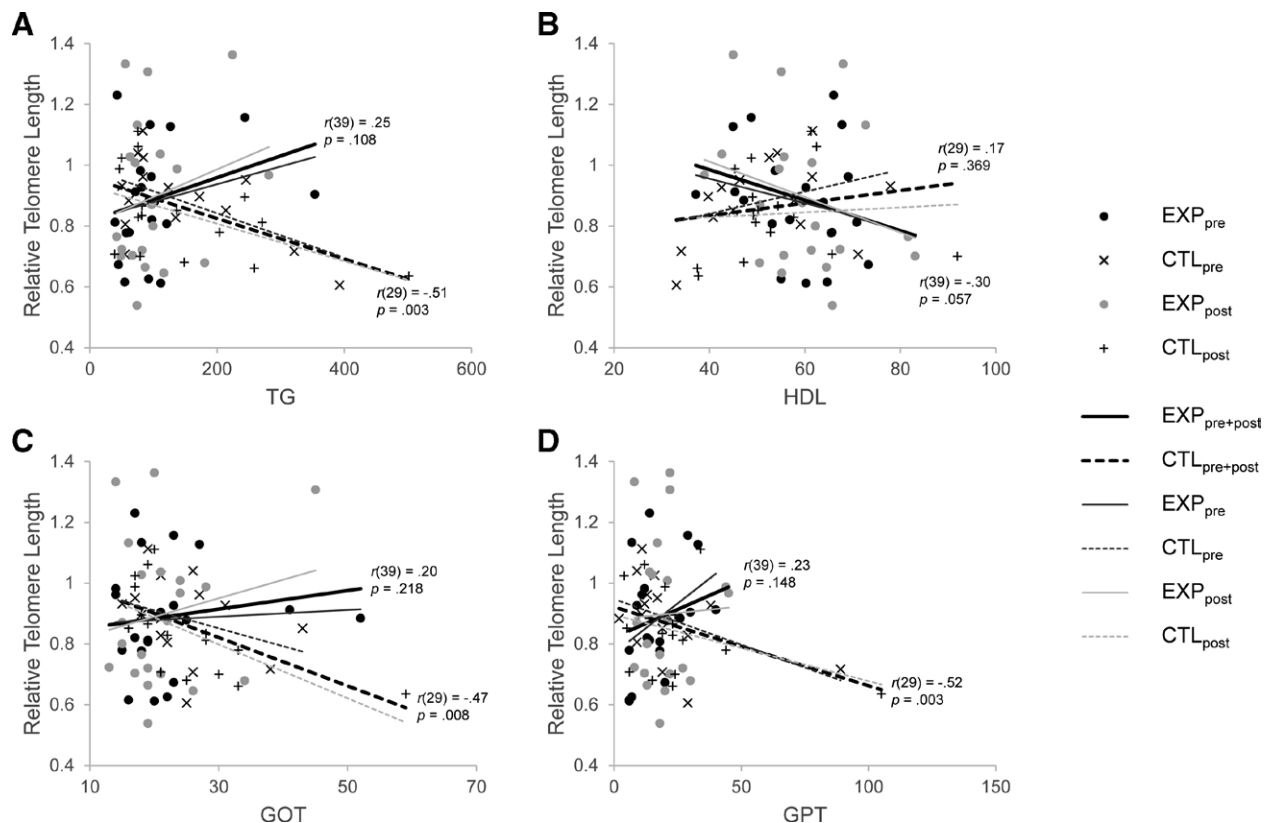 A
1.4
1.2
1
0.8
0.6
0.4
Relative Telomere Length
r(39) = .25
p = .108
r(29) = -.51
p = .003
0
200
400
600
TG
B
1.4
1.2
1
0.8
0.6
0.4
Relative Telomere Length
r(29) = .17
p = .369
r(39) = -.30
p = .057
20
40
60
80
100
HDL
EXPpre
CTLpre
EXPpost
CTLpost
EXPpre+post
CTLpre+post
EXPpre
CTLpre
EXPpost
CTLpost
C
1.4
1.2
1
0.8
0.6
0.4
Relative Telomere Length
r(39) = .20
p = .218
r(29) = -.47
p = .008
10
30
50
70
GOT
D
1.4
1.2
1
0.8
0.6
0.4
Relative Telomere Length
r(39) = .23
p = .148
r(29) = -.52
p = .003
0
50
100
150
GPT